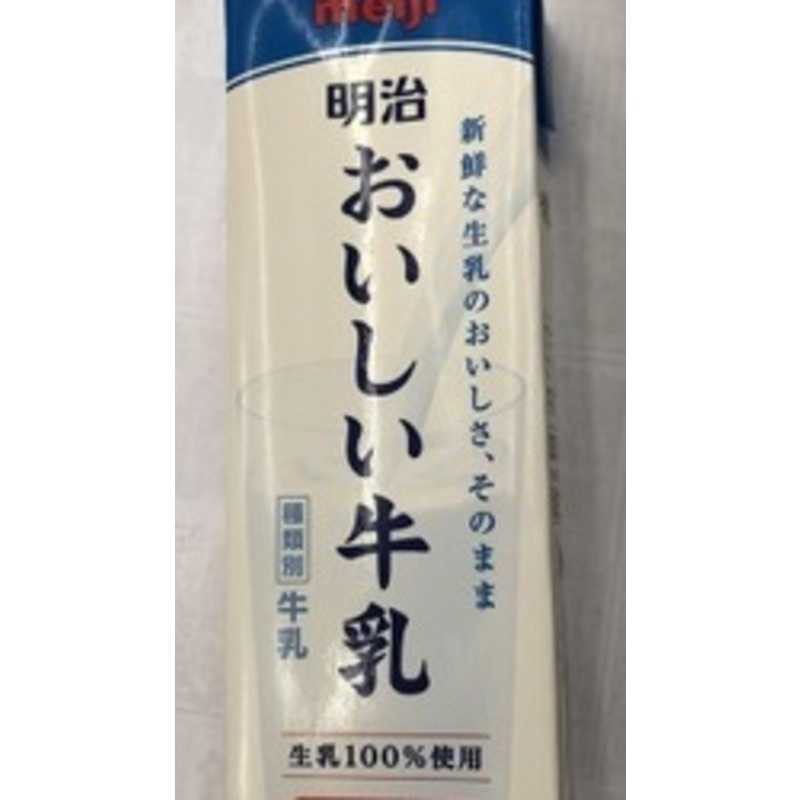 meiji
明治
おいしい牛乳
新鮮な生乳のおいしさ、そのまま
種類別
牛乳
生乳100%使用